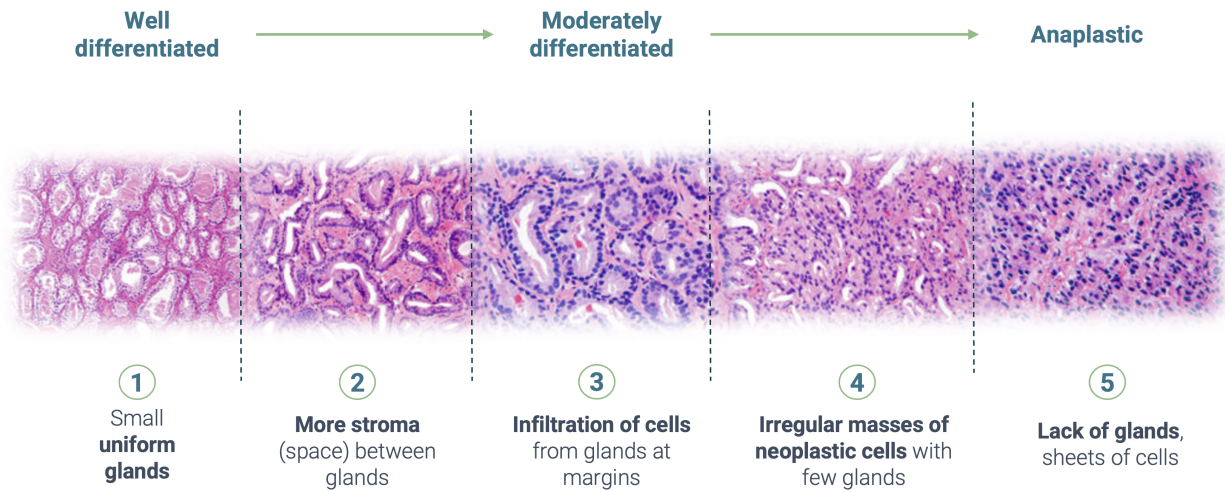 Well
differentiated
Moderately
differentiated
Anaplastic
1
Small
uniform
glands
2
More stroma
(space) between
glands
3
Infiltration of cells
from glands at
margins
4
Irregular masses of
neoplastic cells with
few glands
5
Lack of glands,
sheets of cells